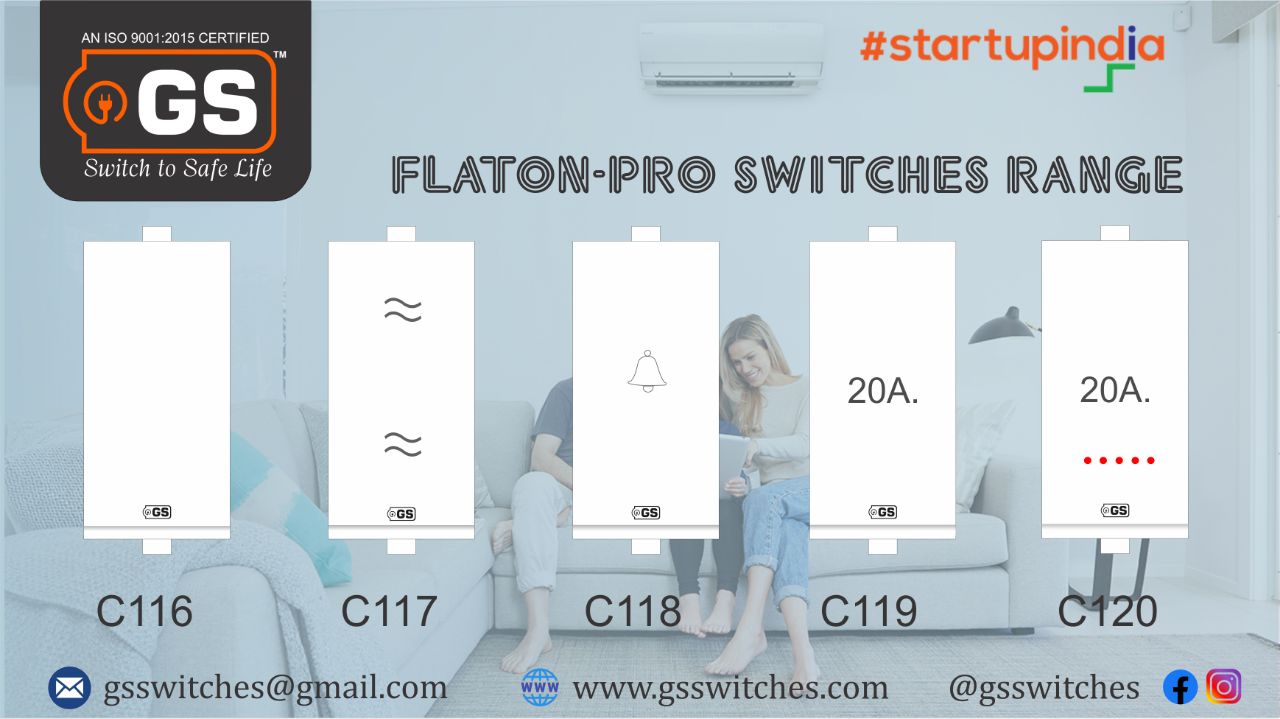 AN ISO 9001:2015 CERTIFIED
TM
GS
Switch to Safe Life
#startupindia
FLATON-PRO SWITCHES RANGE
≈
≈
20A.
20A.
GS
GS
GS
GS
GS
C116
C117
C118
C119
C120
gsswitches@gmail.com
www
www.gsswitches.com
@gsswitches